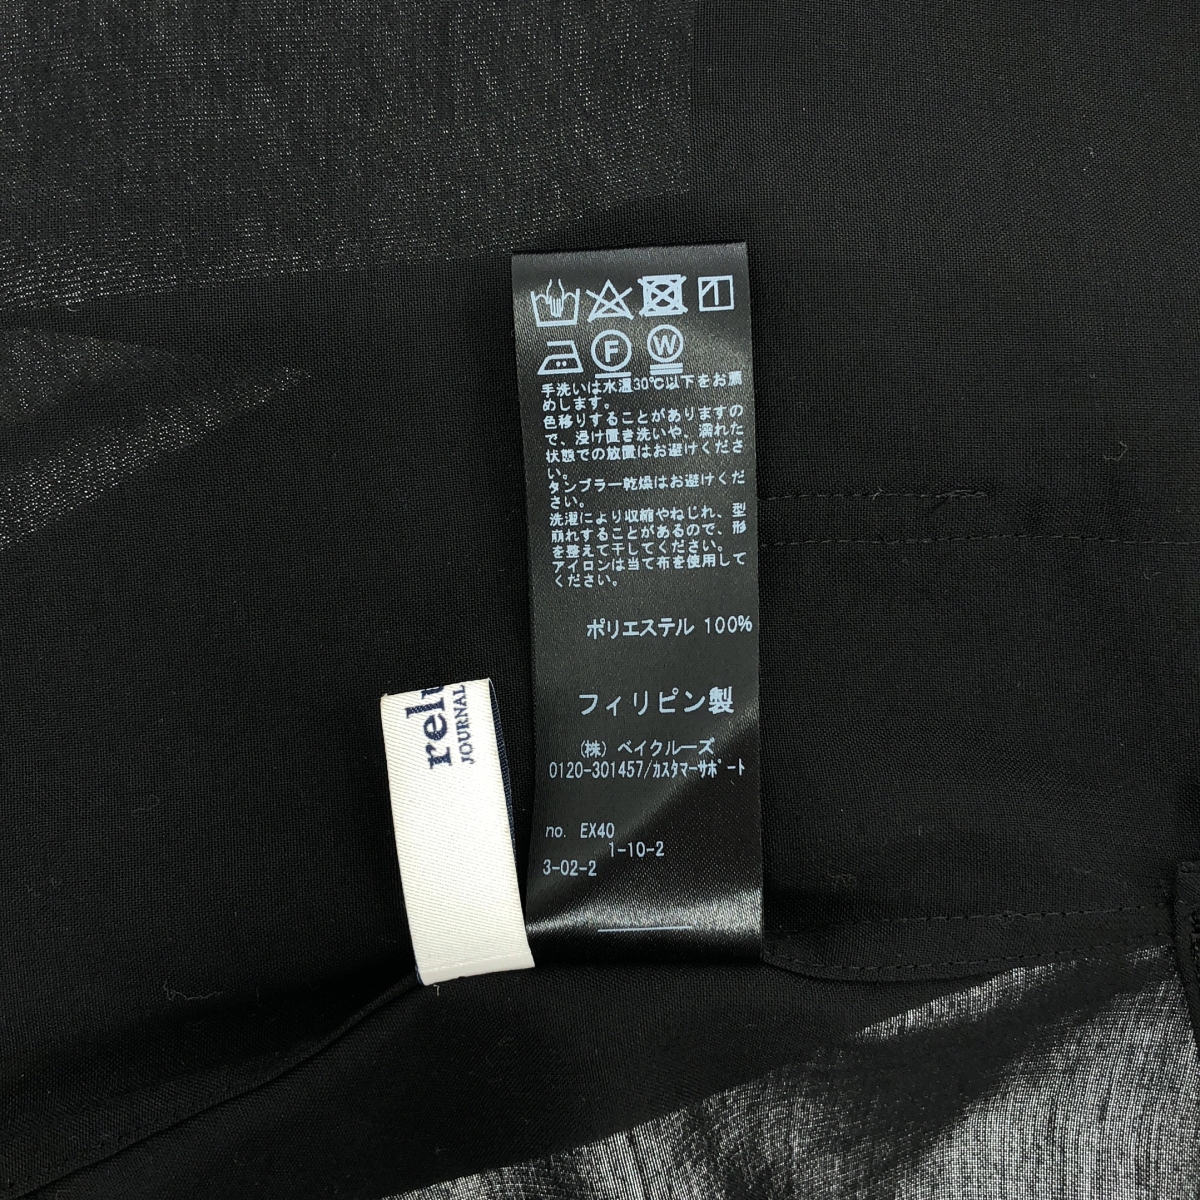 F W
手洗いは水温30℃以下をお薦
めします。
色移りすることがありますの
で、浸け置き洗いや、濡れた
状態での放置はお避けくださ
い。
タンブラー乾燥はお避けくだ
さい。
洗濯により収縮やねじれ、型
崩れすることがあるので、形
を整えて干してください。
アイロンは当て布を使用して
ください。
ポリエステル 100%
フィリピン製
(株) ベイクルーズ
0120-301457/カスタマーサポート
no. EX40
1-10-2
3-02-2
JOURNAL